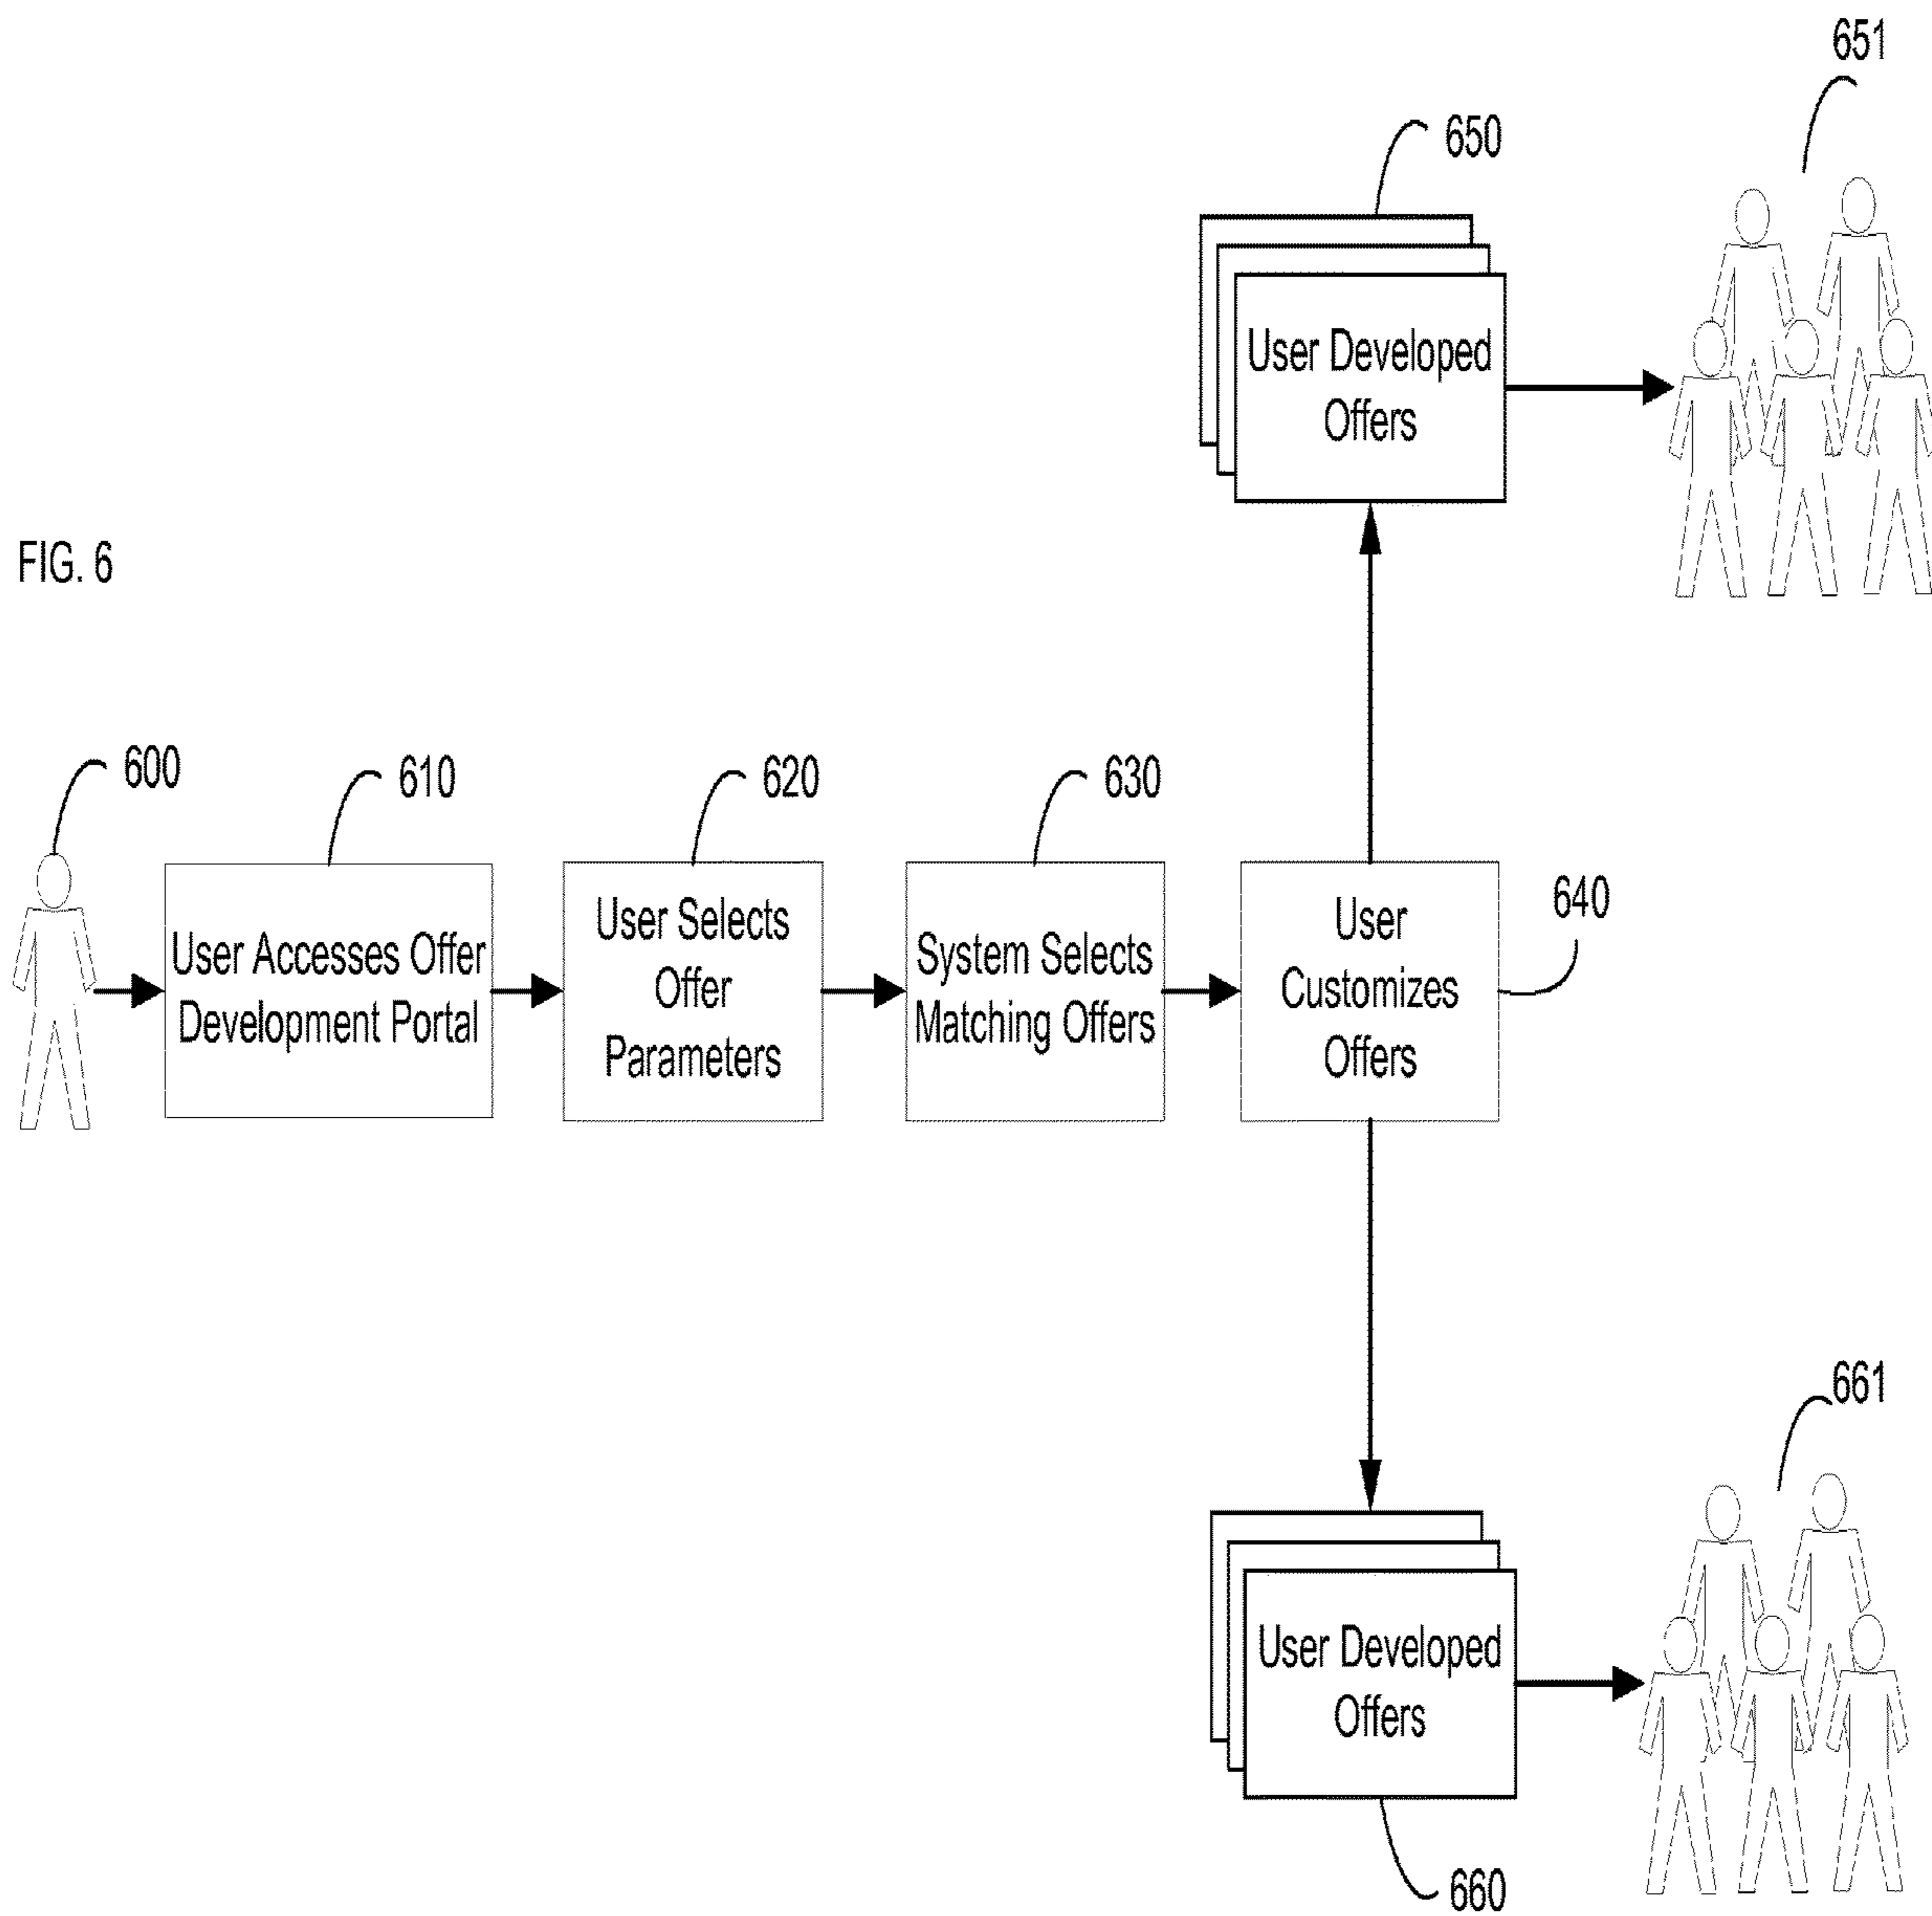 651
650
User Developed
Offers
FIG. 6
600
610
620
630
640
User Accesses Offer
Development Portal
User Selects
Offer
Parameters
System Selects
Matching Offers
User
Customizes
Offers
661
User Developed
Offers
660